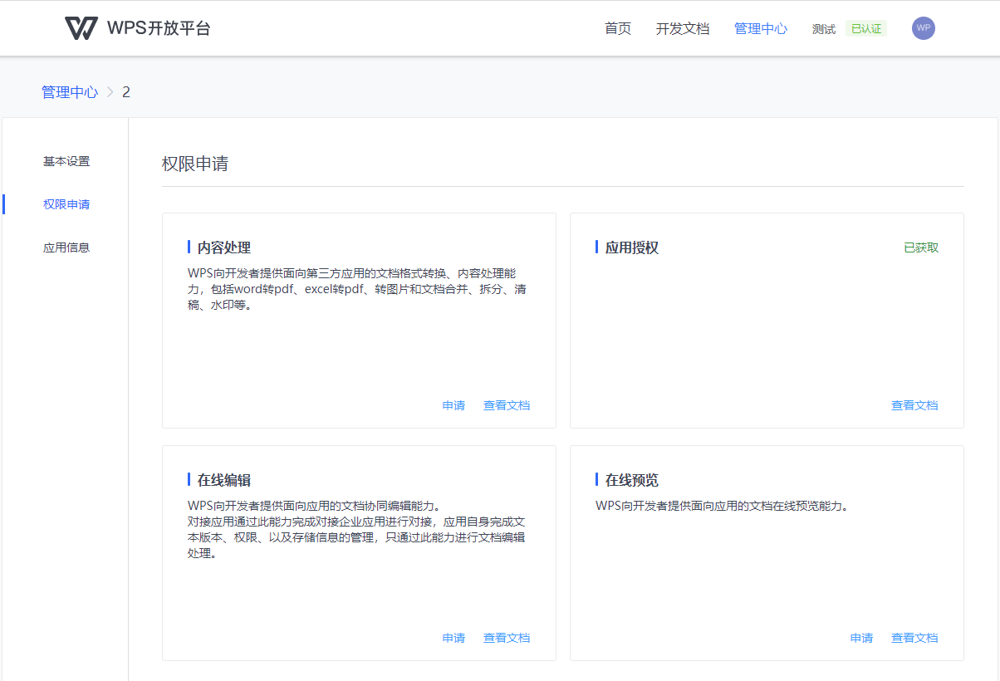 WPS开放平台
首页
开发文档
管理中心
测试
已认证
WP
管理中心
2
基本设置
权限申请
应用信息
权限申请
内容处理
WPS向开发者提供面向第三方应用的文档格式转换、内容处理能
力，包括word转pdf、excel转pdf、转图片和文档合并、拆分、清
稿、水印等。
申请
查看文档
应用授权
已获取
查看文档
在线编辑
WPS向开发者提供面向应用的文档协同编辑能力。
对接应用通过此能力完成对接企业应用进行对接，应用自身完成文
本版本、权限、以及存储信息的管理，只通过此能力进行文档编辑
处理。
申请
查看文档
在线预览
WPS向开发者提供面向应用的文档在线预览能力。
申请
查看文档